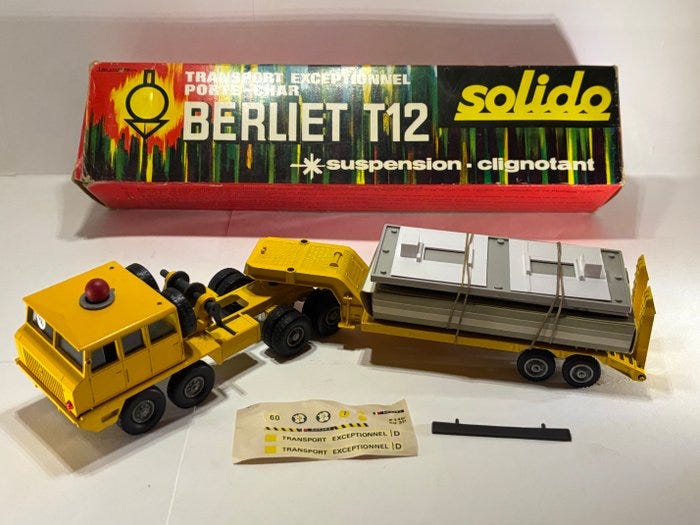 TRANSPORT EXCEPTIONNEL
PORTE-CHAR
BERLIET T12
solido
suspension · clignotant
60
TRANSPORT EXCEPTIONNEL D
TRANSPORT EXCEPTIONNEL D